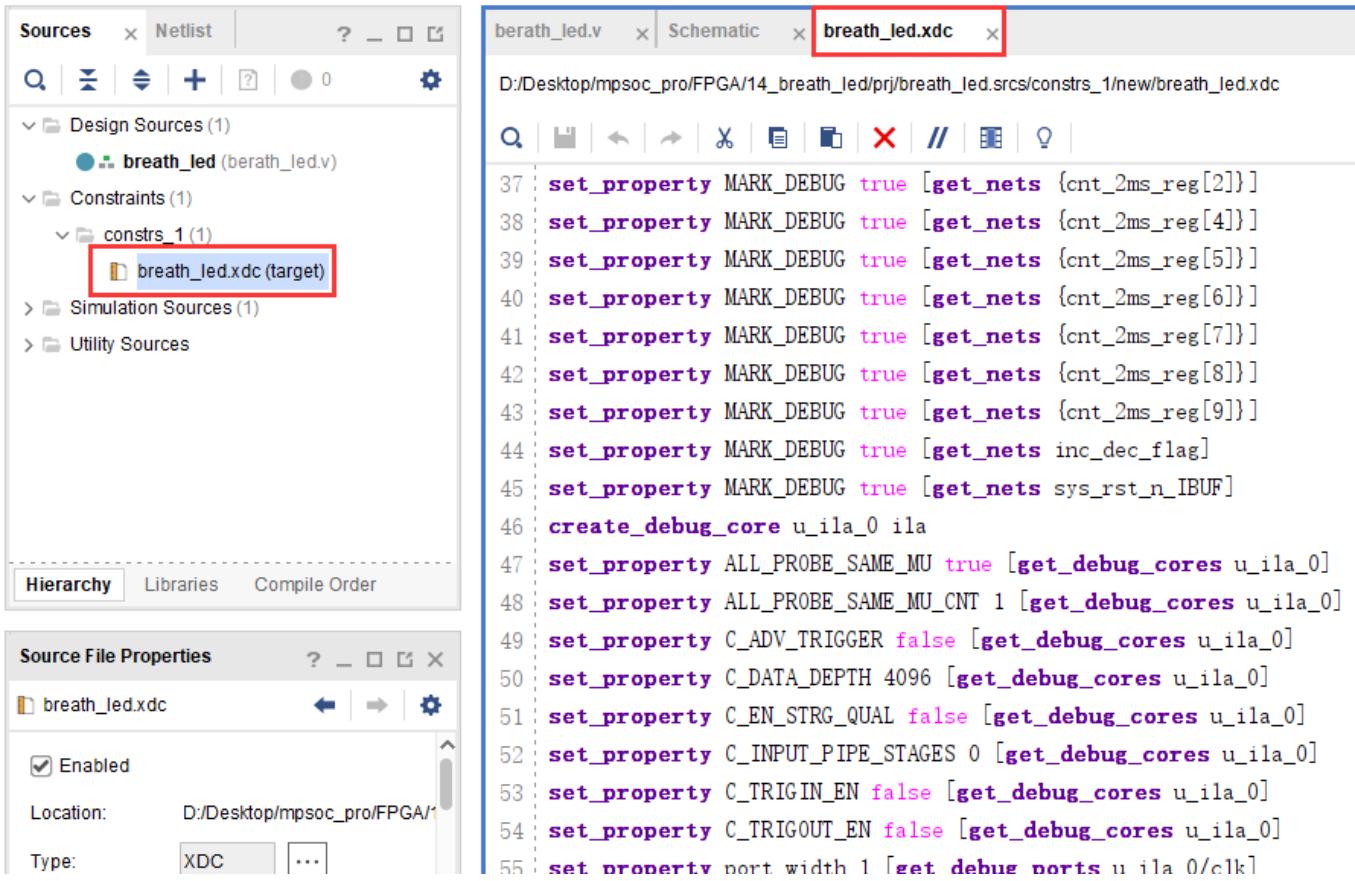 Sources × Netlist ? _
0
Design Sources (1)
breath_led (berath_led.v)
Constraints (1)
constrs_1 (1)
breath_led.xdc (target)
Simulation Sources (1)
Utility Sources
Hierarchy Libraries Compile Order
Source File Properties ? _ ×
breath_led.xdc
Enabled
Location: D:/Desktop/mpsoc_pro/FPGA/1
Type: XDC ...
berath_led.v × Schematic × breath_led.xdc ×
D:/Desktop/mpsoc_pro/FPGA/14_breath_led/prj/breath_led.srcs/constrs_1/new/breath_led.xdc
37 set_property MARK_DEBUG true [get_nets {cnt_2ms_reg[2]}]
38 set_property MARK_DEBUG true [get_nets {cnt_2ms_reg[4]}]
39 set_property MARK_DEBUG true [get_nets {cnt_2ms_reg[5]}]
40 set_property MARK_DEBUG true [get_nets {cnt_2ms_reg[6]}]
41 set_property MARK_DEBUG true [get_nets {cnt_2ms_reg[7]}]
42 set_property MARK_DEBUG true [get_nets {cnt_2ms_reg[8]}]
43 set_property MARK_DEBUG true [get_nets {cnt_2ms_reg[9]}]
44 set_property MARK_DEBUG true [get_nets inc_dec_flag]
45 set_property MARK_DEBUG true [get_nets sys_rst_n_IBUF]
46 create_debug_core u_ila_0 ila
47 set_property ALL_PROBE_SAME_MU true [get_debug_cores u_ila_0]
48 set_property ALL_PROBE_SAME_MU_CNT 1 [get_debug_cores u_ila_0]
49 set_property C_ADV_TRIGGER false [get_debug_cores u_ila_0]
50 set_property C_DATA_DEPTH 4096 [get_debug_cores u_ila_0]
51 set_property C_EN_STRG_QUAL false [get_debug_cores u_ila_0]
52 set_property C_INPUT_PIPE_STAGES 0 [get_debug_cores u_ila_0]
53 set_property C_TRIGIN_EN false [get_debug_cores u_ila_0]
54 set_property C_TRIGOUT_EN false [get_debug_cores u_ila_0]
55 set_property port_width 1 [get_debug_ports u_ila_0/clk]